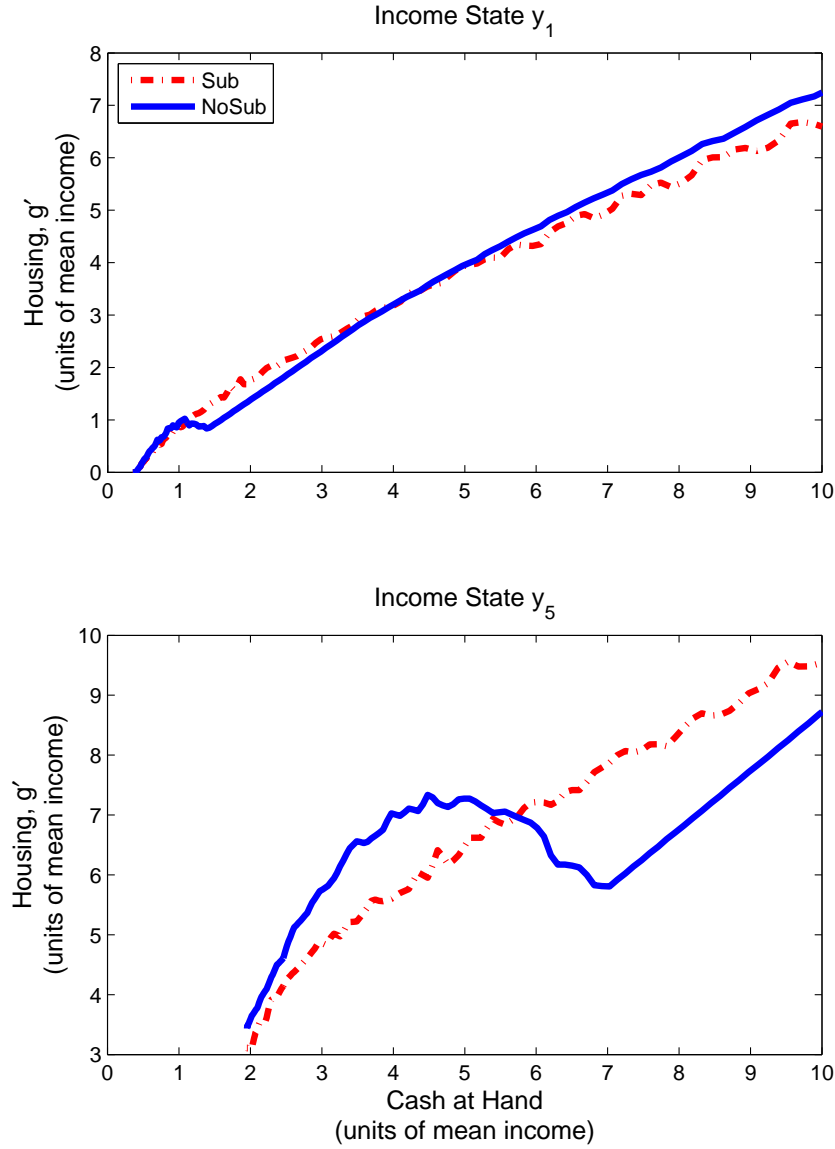 Income State y1
8
7
6
5
4
3
2
1
0
Housing, g′
(units of mean income)
Sub
NoSub
0 1 2 3 4 5 6 7 8 9 10
Income State y5
10
9
8
7
6
5
4
3
Housing, g′
(units of mean income)
0 1 2 3 4 5 6 7 8 9 10
Cash at Hand
(units of mean income)